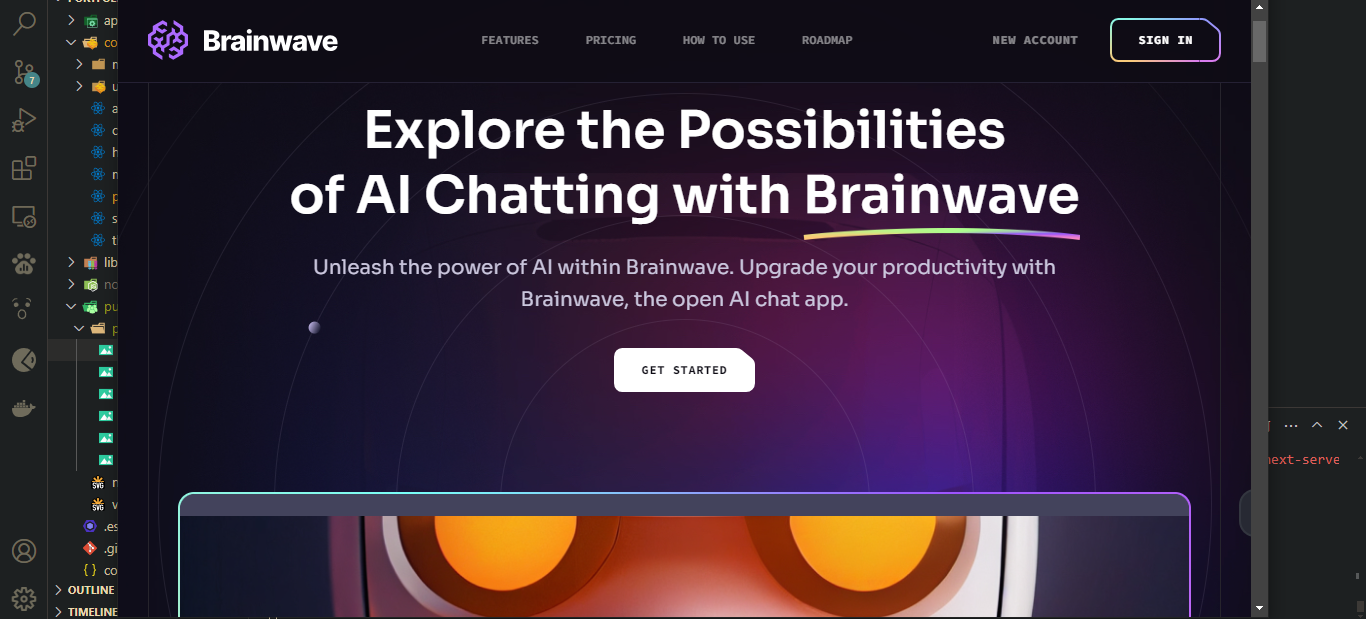 Brainwave
FEATURES
PRICING
HOW TO USE
ROADMAP
NEW ACCOUNT
SIGN IN
Explore the Possibilities
of AI Chatting with Brainwave
Unleash the power of AI within Brainwave. Upgrade your productivity with
Brainwave, the open AI chat app.
GET STARTED
7
ap
co
lib
pu
.es
.gi
co
OUTLINE
TIMELINE
next-serve